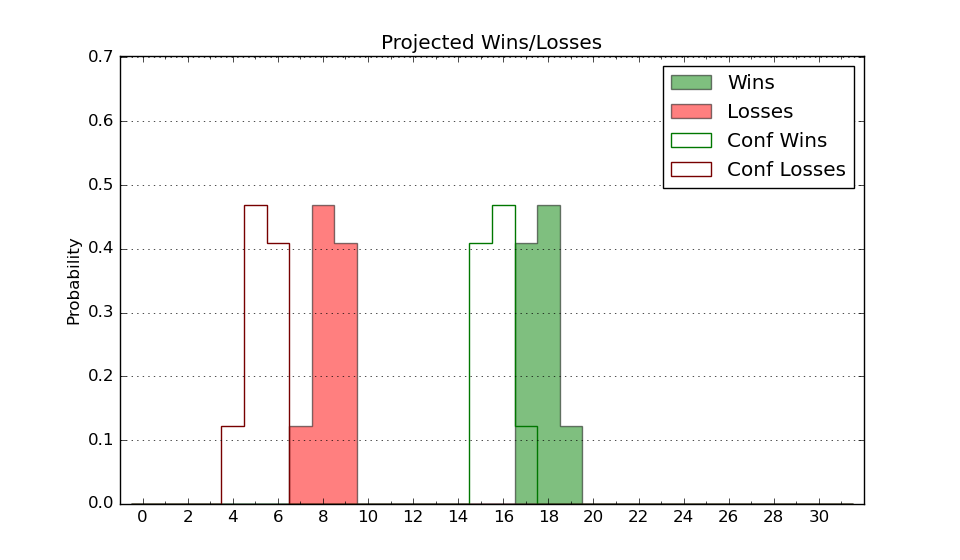 Projected Wins/Losses
0.7
0.6
0.5
0.4
0.3
0.2
0.1
0.0
Probability
Wins
Losses
Conf Wins
Conf Losses
0 2 4 6 8 10 12 14 16 18 20 22 24 26 28 30